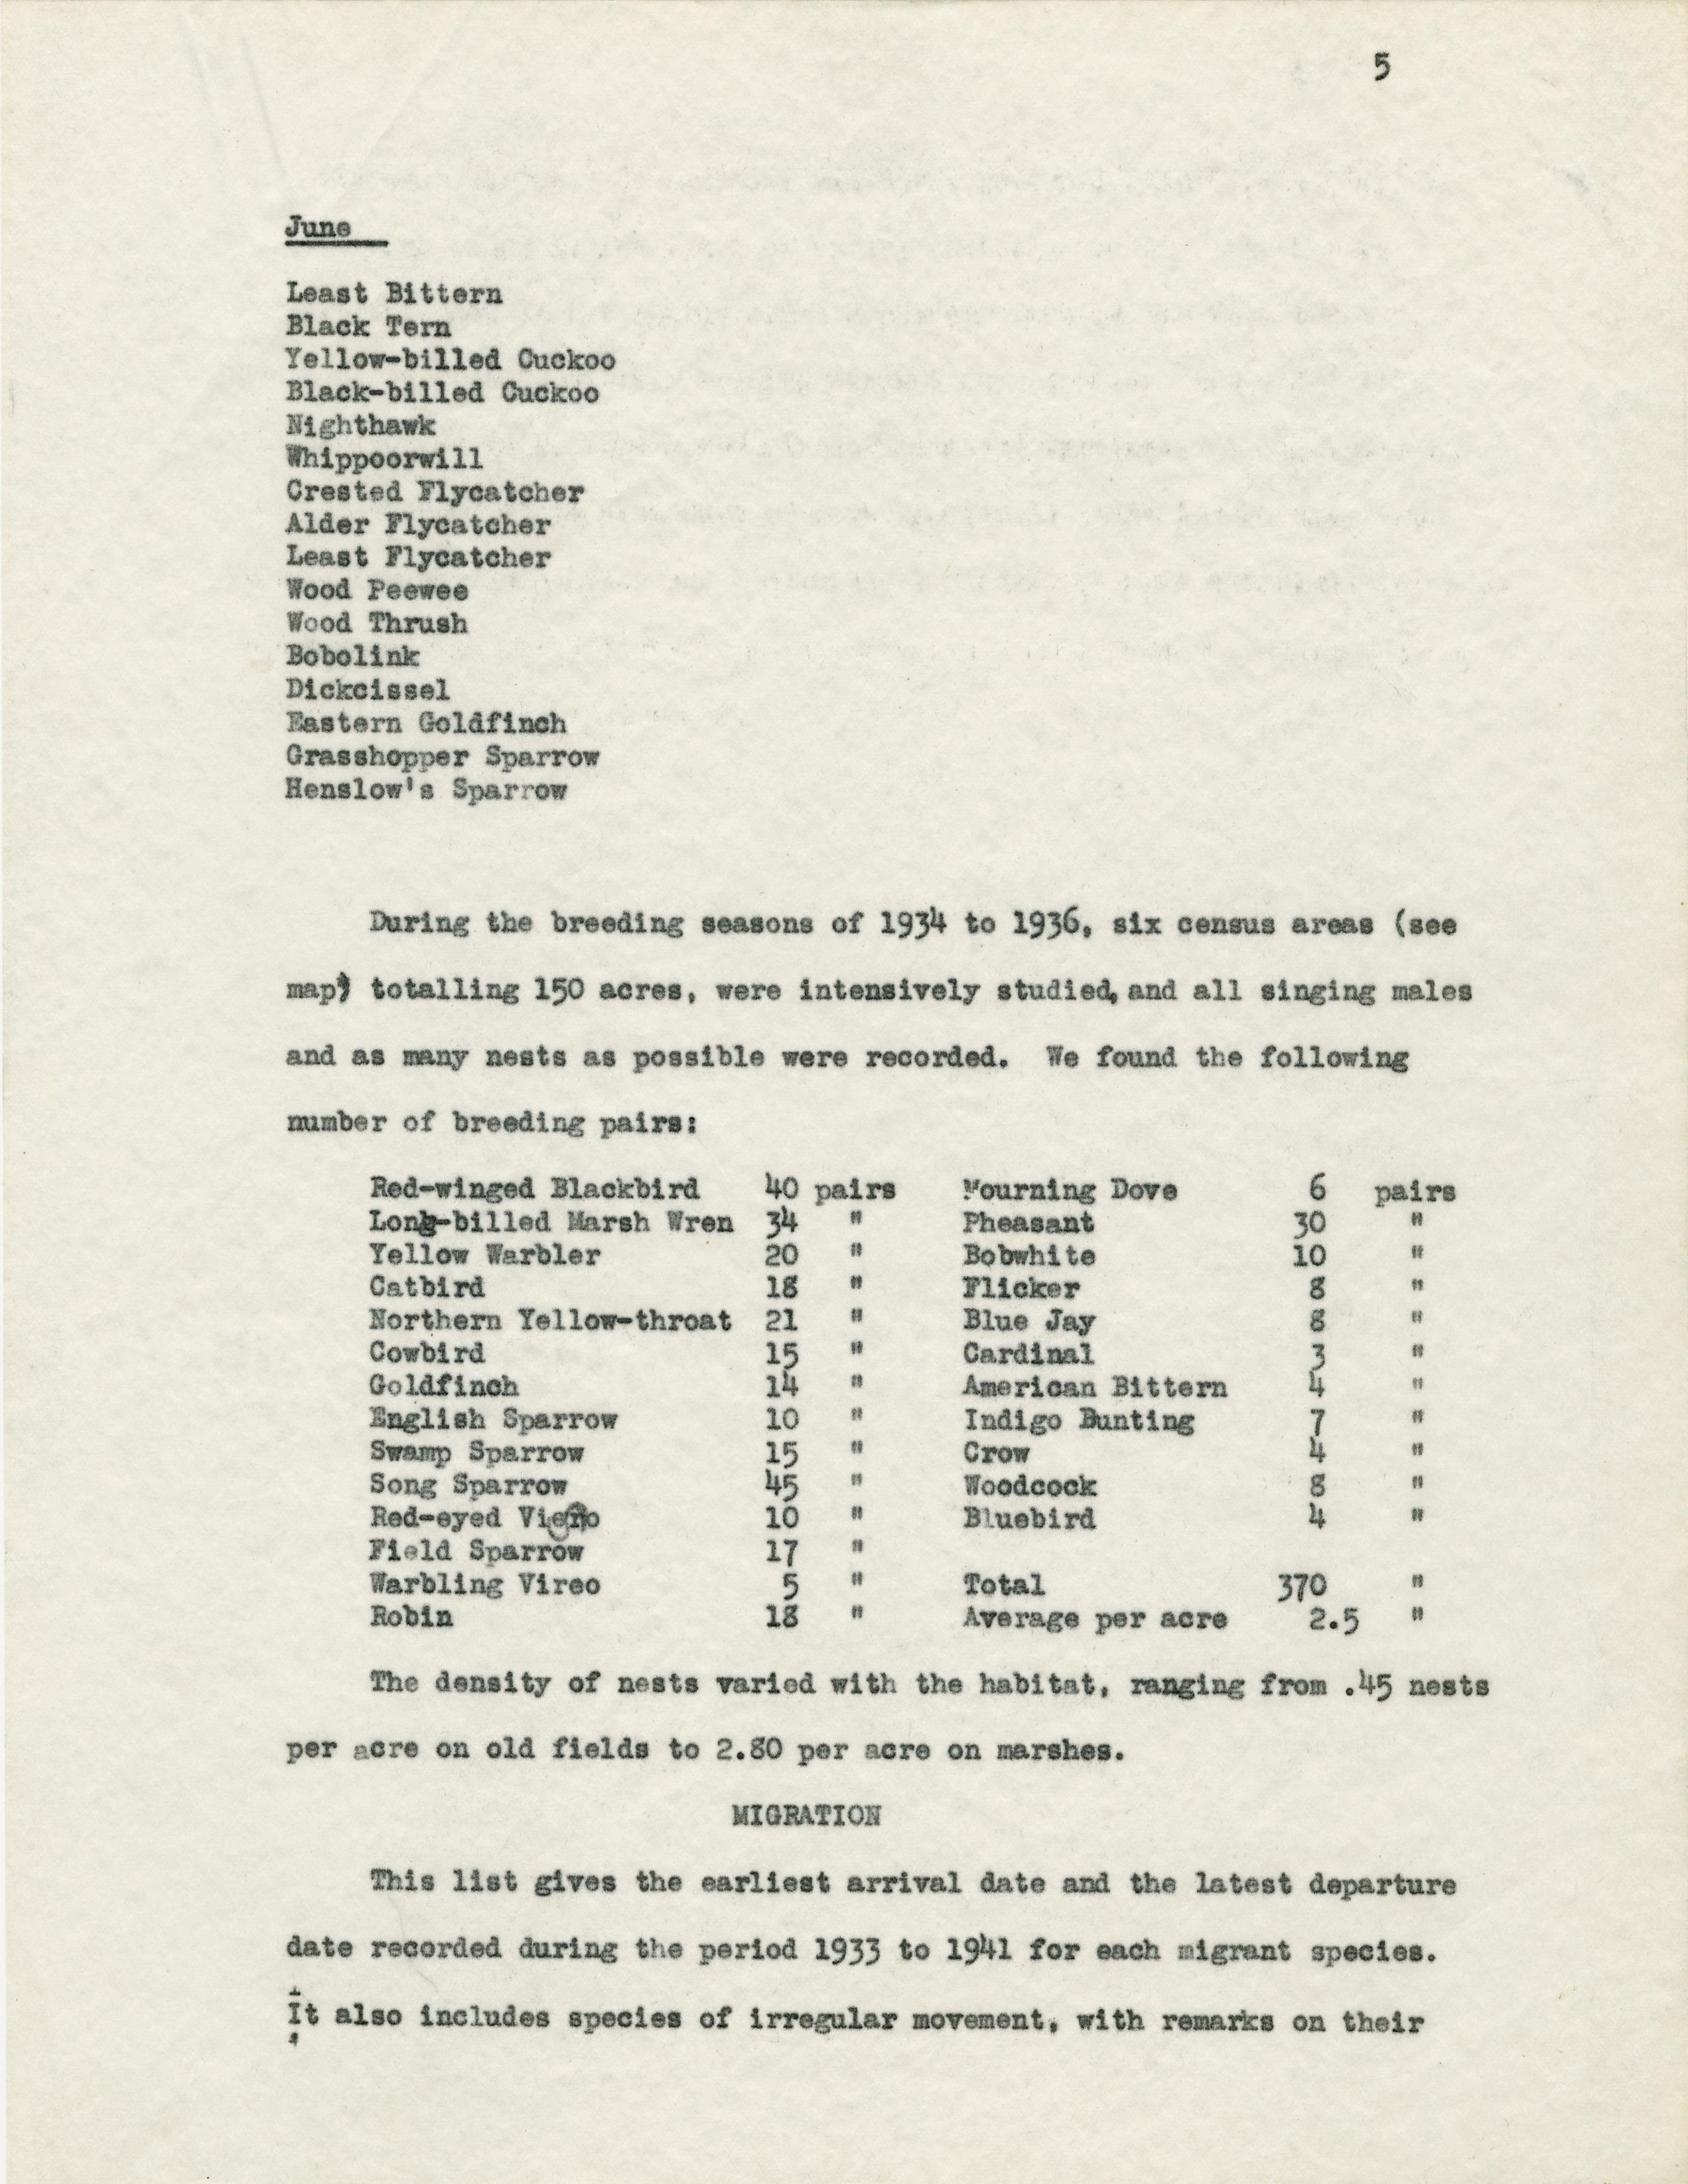 5
June
Least Bittern
Black Tern
Yellow-billed Cuckoo
Black-billed Cuckoo
Nighthawk
Whippoorwill
Crested Flycatcher
Alder Flycatcher
Least Flycatcher
Wood Peewee
Wood Thrush
Bobolink
Dickcissel
Eastern Goldfinch
Grasshopper Sparrow
Henslow's Sparrow
During the breeding seasons of 1934 to 1936, six census areas (see
map) totalling 150 acres, were intensively studied, and all singing males
and as many nests as possible were recorded. We found the following
number of breeding pairs:
Red-winged Blackbird 40 pairs Mourning Dove 6 pairs
Long-billed Marsh Wren 34 " Pheasant 30 "
Yellow Warbler 20 " Bobwhite 10 "
Catbird 18 " Flicker 8 "
Northern Yellow-throat 21 " Blue Jay 8 "
Cowbird 15 " Cardinal 3 "
Goldfinch 14 " American Bittern 4 "
English Sparrow 10 " Indigo Bunting 7 "
Swamp Sparrow 15 " Crow 4 "
Song Sparrow 45 " Woodcock 8 "
Red-eyed Viero 10 " Bluebird 4 "
Field Sparrow 17 "
Warbling Vireo 5 " Total 370 "
Robin 18 " Average per acre 2.5 "
The density of nests varied with the habitat, ranging from .45 nests
per acre on old fields to 2.80 per acre on marshes.
MIGRATION
This list gives the earliest arrival date and the latest departure
date recorded during the period 1933 to 1941 for each migrant species.
It also includes species of irregular movement, with remarks on their